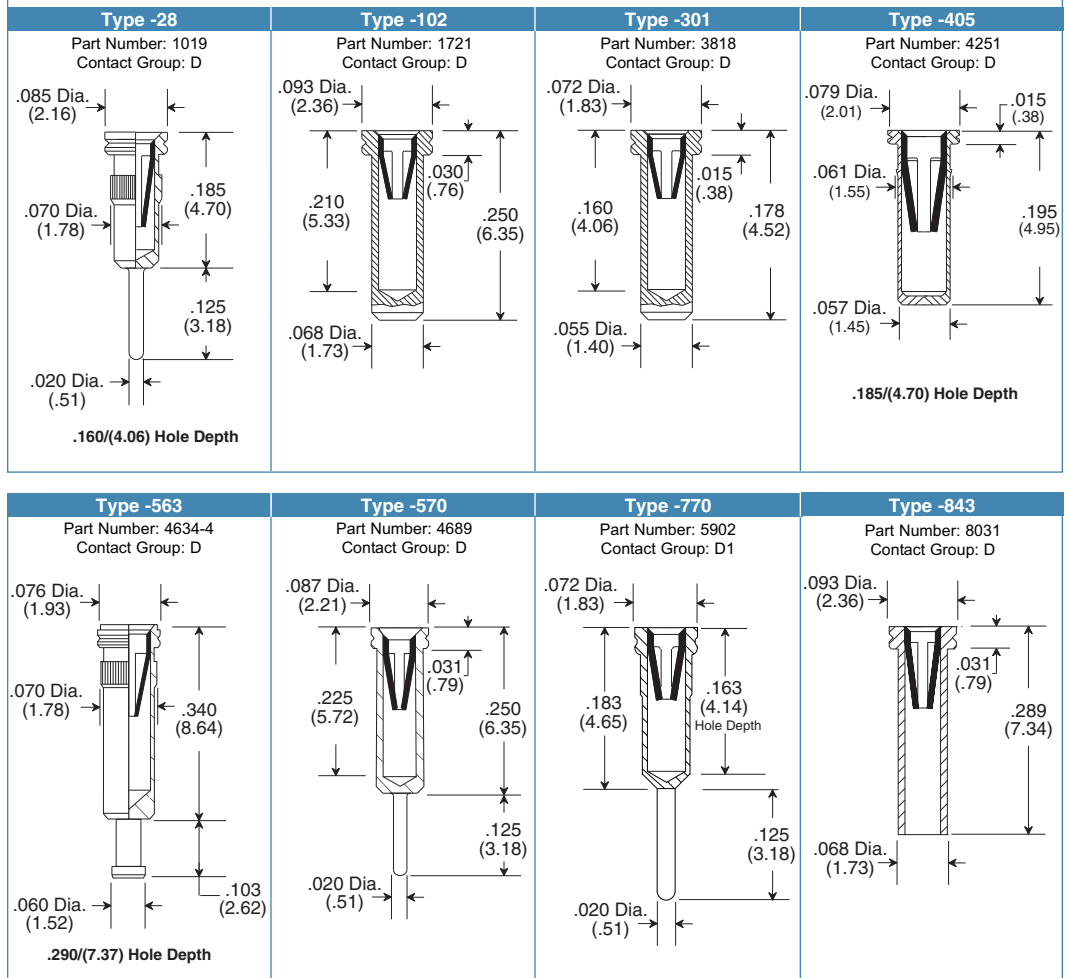 Type -28
Part Number: 1019
Contact Group: D
.085 Dia.
(2.16)
.185
(4.70)
.070 Dia.
(1.78)
.125
(3.18)
.020 Dia.
(.51)
.160/(4.06) Hole Depth
Type -102
Part Number: 1721
Contact Group: D
.093 Dia.
(2.36)
.030
(.76)
.210
(5.33)
.250
(6.35)
.068 Dia.
(1.73)
Type -301
Part Number: 3818
Contact Group: D
.072 Dia.
(1.83)
.015
(.38)
.160
(4.06)
.178
(4.52)
.055 Dia.
(1.40)
Type -405
Part Number: 4251
Contact Group: D
.079 Dia.
(2.01)
.015
(.38)
.061 Dia.
(1.55)
.195
(4.95)
.057 Dia.
(1.45)
.185/(4.70) Hole Depth
Type -563
Part Number: 4634-4
Contact Group: D
.076 Dia.
(1.93)
.070 Dia.
(1.78)
.340
(8.64)
.103
(2.62)
.060 Dia.
(1.52)
.290/(7.37) Hole Depth
Type -570
Part Number: 4689
Contact Group: D
.087 Dia.
(2.21)
.031
(.79)
.225
(5.72)
.250
(6.35)
.125
(3.18)
.020 Dia.
(.51)
Type -770
Part Number: 5902
Contact Group: D1
.072 Dia.
(1.83)
.183
(4.65)
.163
(4.14)
Hole Depth
.125
(3.18)
.020 Dia.
(.51)
Type -843
Part Number: 8031
Contact Group: D
.093 Dia.
(2.36)
.031
(.79)
.289
(7.34)
.068 Dia.
(1.73)